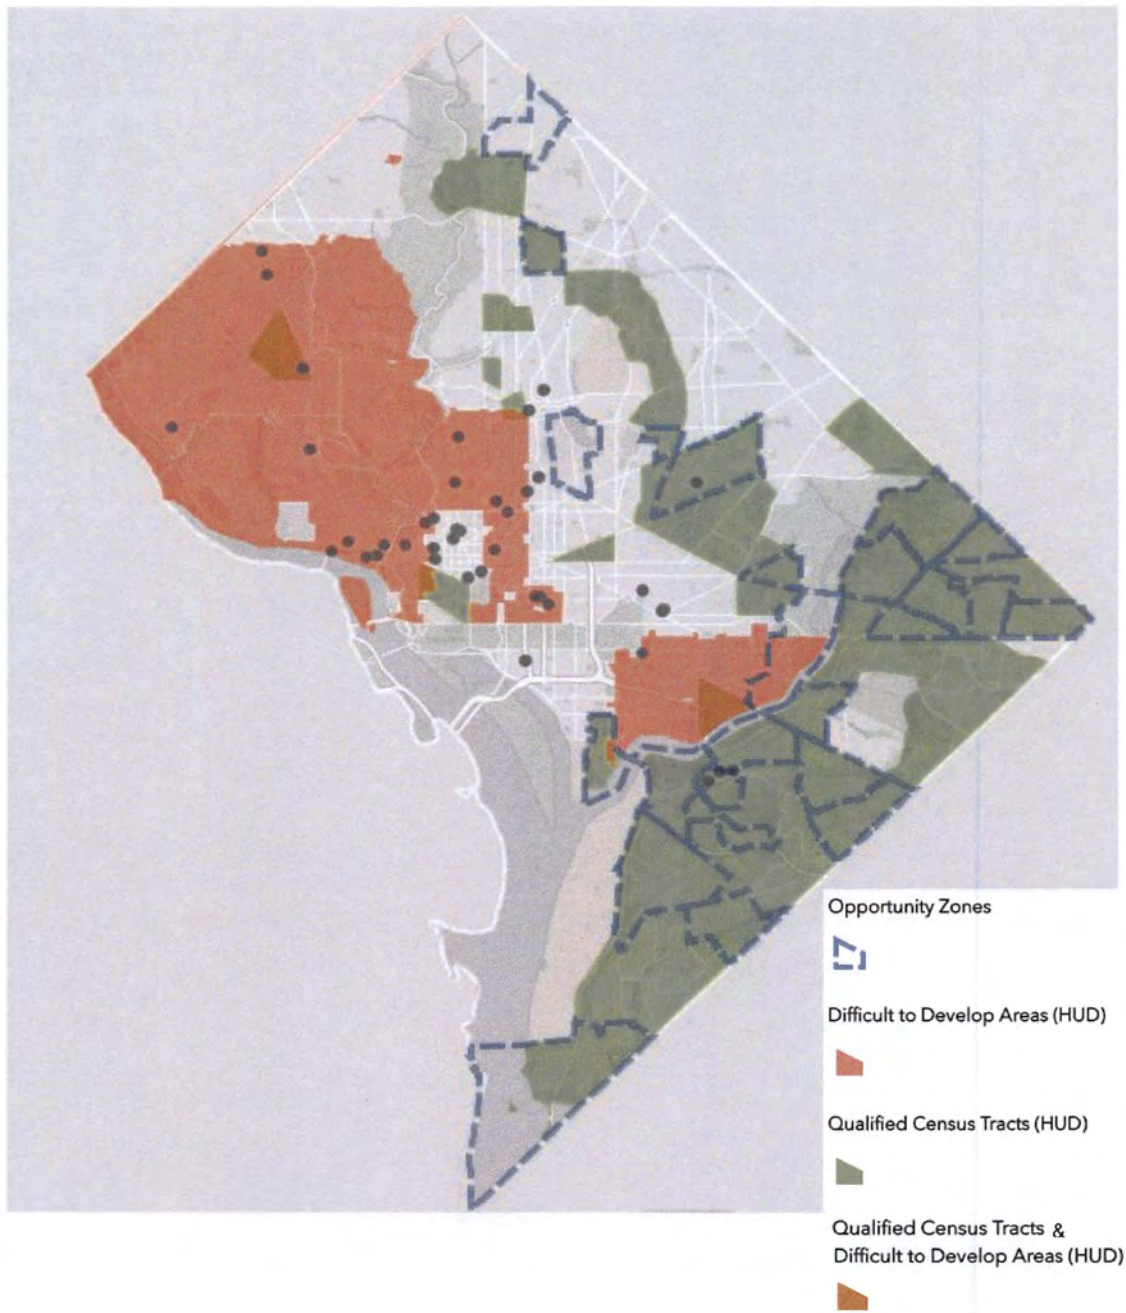 Opportunity Zones
Difficult to Develop Areas (HUD)
Qualified Census Tracts (HUD)
Qualified Census Tracts &
Difficult to Develop Areas (HUD)